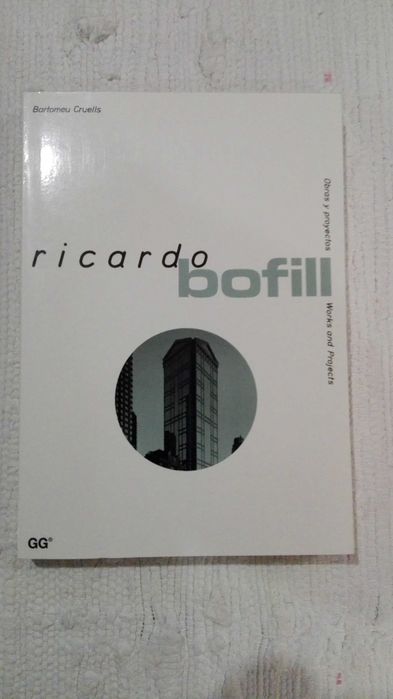 Bartomeu Cruells
ricardo
bofill
Obras y proyectos
Works and Projects
GG®